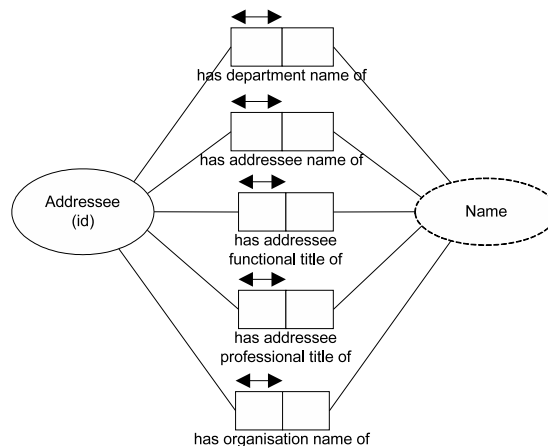 has department name of
has addressee name of
Addressee
(id)
Name
has addressee
functional title of
has addressee
professional title of
has organisation name of